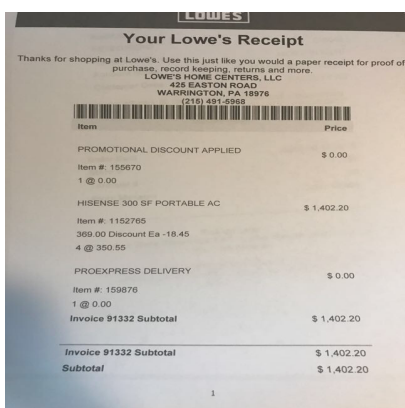 LOWE'S
Your Lowe's Receipt
Thanks for shopping at Lowe's. Use this just like you would a paper receipt for proof of
purchase, record keeping, returns and more.
LOWE'S HOME CENTERS, LLC
425 EASTON ROAD
WARRINGTON, PA 18976
(215) 491-5968
Item Price
PROMOTIONAL DISCOUNT APPLIED $ 0.00
Item #: 155670
1 @ 0.00
HISENSE 300 SF PORTABLE AC $ 1,402.20
Item #: 1152765
369.00 Discount Ea -18.45
4 @ 350.55
PROEXPRESS DELIVERY $ 0.00
Item #: 159876
1 @ 0.00
Invoice 91332 Subtotal $ 1,402.20
Invoice 91332 Subtotal $ 1,402.20
Subtotal $ 1,402.20
1